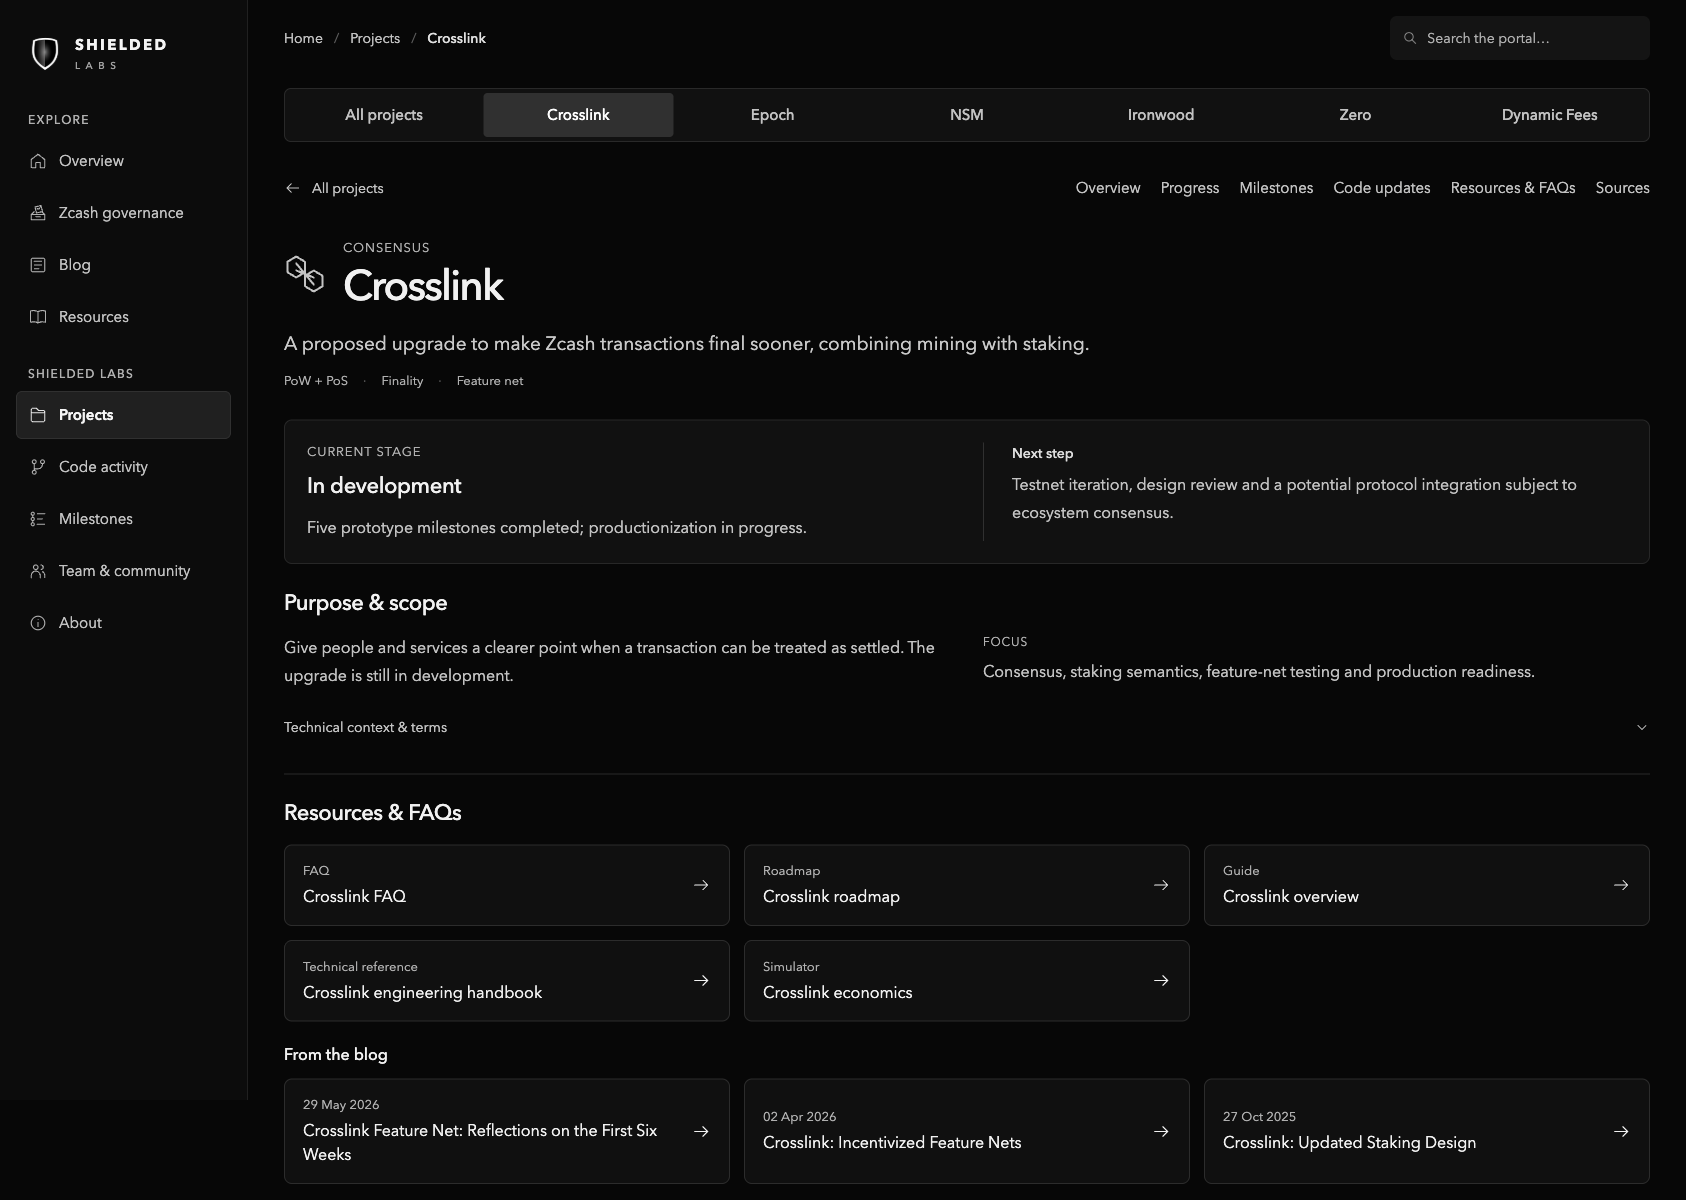 SHIELDED
LABS
EXPLORE
Overview
Zcash governance
Blog
Resources
SHIELDED LABS
Projects
Code activity
Milestones
Team & community
About
Home / Projects / Crosslink
Search the portal...
All projects
Crosslink
Epoch
NSM
Ironwood
Zero
Dynamic Fees
← All projects
Overview
Progress
Milestones
Code updates
Resources & FAQs
Sources
CONSENSUS
Crosslink
A proposed upgrade to make Zcash transactions final sooner, combining mining with staking.
PoW + PoS · Finality · Feature net
CURRENT STAGE
In development
Five prototype milestones completed; productionization in progress.
Next step
Testnet iteration, design review and a potential protocol integration subject to
ecosystem consensus.
Purpose & scope
Give people and services a clearer point when a transaction can be treated as settled. The
upgrade is still in development.
FOCUS
Consensus, staking semantics, feature-net testing and production readiness.
Technical context & terms
Resources & FAQs
FAQ
Crosslink FAQ
→
Roadmap
Crosslink roadmap
→
Guide
Crosslink overview
→
Technical reference
Crosslink engineering handbook
→
Simulator
Crosslink economics
→
From the blog
29 May 2026
Crosslink Feature Net: Reflections on the First Six
Weeks
→
02 Apr 2026
Crosslink: Incentivized Feature Nets
→
27 Oct 2025
Crosslink: Updated Staking Design
→